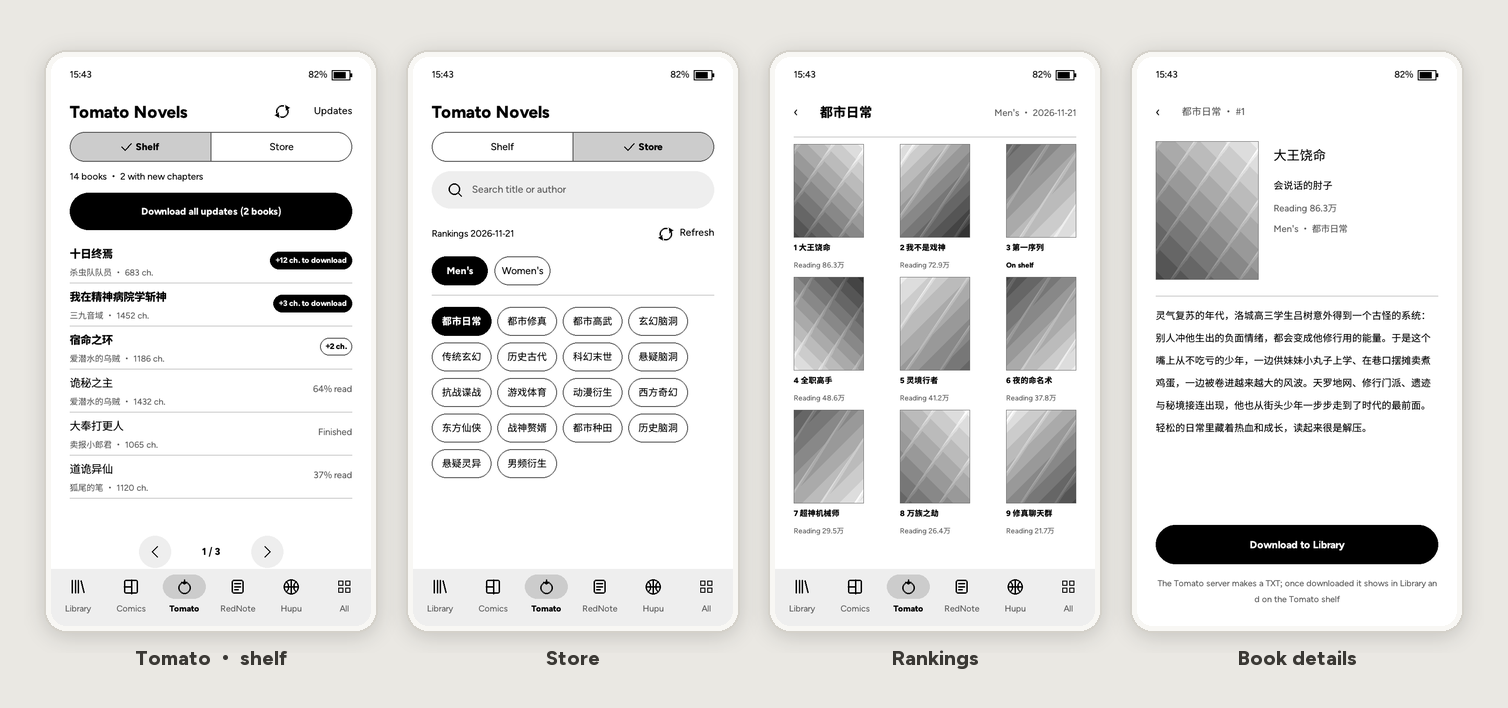 15:43
82%
Tomato Novels
Updates
Shelf
Store
14 books • 2 with new chapters
Download all updates (2 books)
十日终焉
杀虫队队员 • 683 ch.
+12 ch. to download
我在精神病院学斩神
三九音域 • 1452 ch.
+3 ch. to download
宿命之环
爱潜水的乌贼 • 1186 ch.
+2 ch.
诡秘之主
爱潜水的乌贼 • 1432 ch.
64% read
大奉打更人
卖报小郎君 • 1065 ch.
Finished
道诡异仙
狐尾的笔 • 1120 ch.
37% read
1 / 3
Library
Comics
Tomato
RedNote
Hupu
All
Tomato • shelf
15:43
82%
Tomato Novels
Shelf
Store
Search title or author
Rankings 2026-11-21
Refresh
Men's
Women's
都市日常
都市修真
都市高武
玄幻脑洞
传统玄幻
历史古代
科幻末世
悬疑脑洞
抗战谍战
游戏体育
动漫衍生
西方奇幻
东方仙侠
战神赘婿
都市种田
历史脑洞
悬疑灵异
男频衍生
Library
Comics
Tomato
RedNote
Hupu
All
Store
15:43
82%
‹
都市日常
Men's • 2026-11-21
1 大王饶命
Reading 86.3万
2 我不是戏神
Reading 72.9万
3 第一序列
On shelf
4 全职高手
Reading 48.6万
5 灵境行者
Reading 41.2万
6 夜的命名术
Reading 37.8万
7 超神机械师
Reading 29.5万
8 万族之劫
Reading 26.4万
9 修真聊天群
Reading 21.7万
Library
Comics
Tomato
RedNote
Hupu
All
Rankings
15:43
82%
‹
都市日常 • #1
大王饶命
会说话的肘子
Reading 86.3万
Men's • 都市日常
灵气复苏的年代，洛城高三学生吕树意外得到一个古怪的系统：
别人冲他生出的负面情绪，都会变成他修行用的能量。于是这个
嘴上从不吃亏的少年，一边供妹妹小丸子上学、在巷口摆摊卖煮
鸡蛋，一边被卷进越来越大的风波。天罗地网、修行门派、遗迹
与秘境接连出现，他也从街头少年一步步走到了时代的最前面。
轻松的日常里藏着热血和成长，读起来很是解压。
Download to Library
The Tomato server makes a TXT; once downloaded it shows in Library an
d on the Tomato shelf
Book details